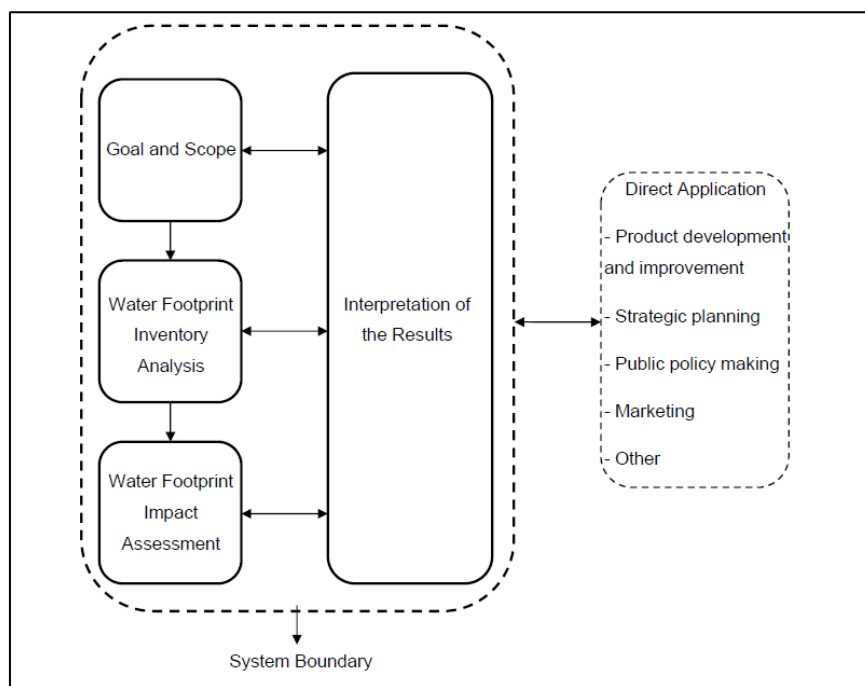 Goal and Scope
Water Footprint
Inventory
Analysis
Water Footprint
Impact
Assessment
Interpretation of
the Results
Direct Application
- Product development
and improvement
- Strategic planning
- Public policy making
- Marketing
- Other
System Boundary